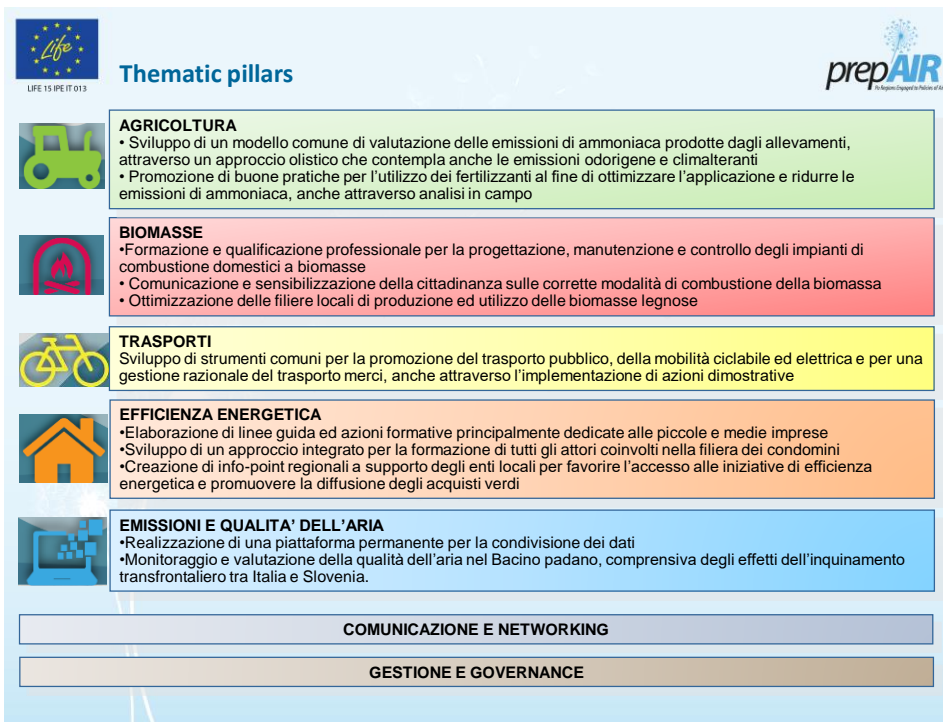 Life
LIFE 15 IPE IT 013
Thematic pillars
prepAIR
Po Regions Engaged to Policies of
AGRICOLTURA
• Sviluppo di un modello comune di valutazione delle emissioni di ammoniaca prodotte dagli allevamenti,
attraverso un approccio olistico che contempla anche le emissioni odorigene e climalteranti
• Promozione di buone pratiche per l’utilizzo dei fertilizzanti al fine di ottimizzare l’applicazione e ridurre le
emissioni di ammoniaca, anche attraverso analisi in campo
BIOMASSE
•Formazione e qualificazione professionale per la progettazione, manutenzione e controllo degli impianti di
combustione domestici a biomasse
• Comunicazione e sensibilizzazione della cittadinanza sulle corrette modalità di combustione della biomassa
• Ottimizzazione delle filiere locali di produzione ed utilizzo delle biomasse legnose
TRASPORTI
Sviluppo di strumenti comuni per la promozione del trasporto pubblico, della mobilità ciclabile ed elettrica e per una
gestione razionale del trasporto merci, anche attraverso l’implementazione di azioni dimostrative
EFFICIENZA ENERGETICA
•Elaborazione di linee guida ed azioni formative principalmente dedicate alle piccole e medie imprese
•Sviluppo di un approccio integrato per la formazione di tutti gli attori coinvolti nella filiera dei condomini
•Creazione di info-point regionali a supporto degli enti locali per favorire l’accesso alle iniziative di efficienza
energetica e promuovere la diffusione degli acquisti verdi
EMISSIONI E QUALITA’ DELL’ARIA
•Realizzazione di una piattaforma permanente per la condivisione dei dati
•Monitoraggio e valutazione della qualità dell’aria nel Bacino padano, comprensiva degli effetti dell’inquinamento
transfrontaliero tra Italia e Slovenia.
COMUNICAZIONE E NETWORKING
GESTIONE E GOVERNANCE